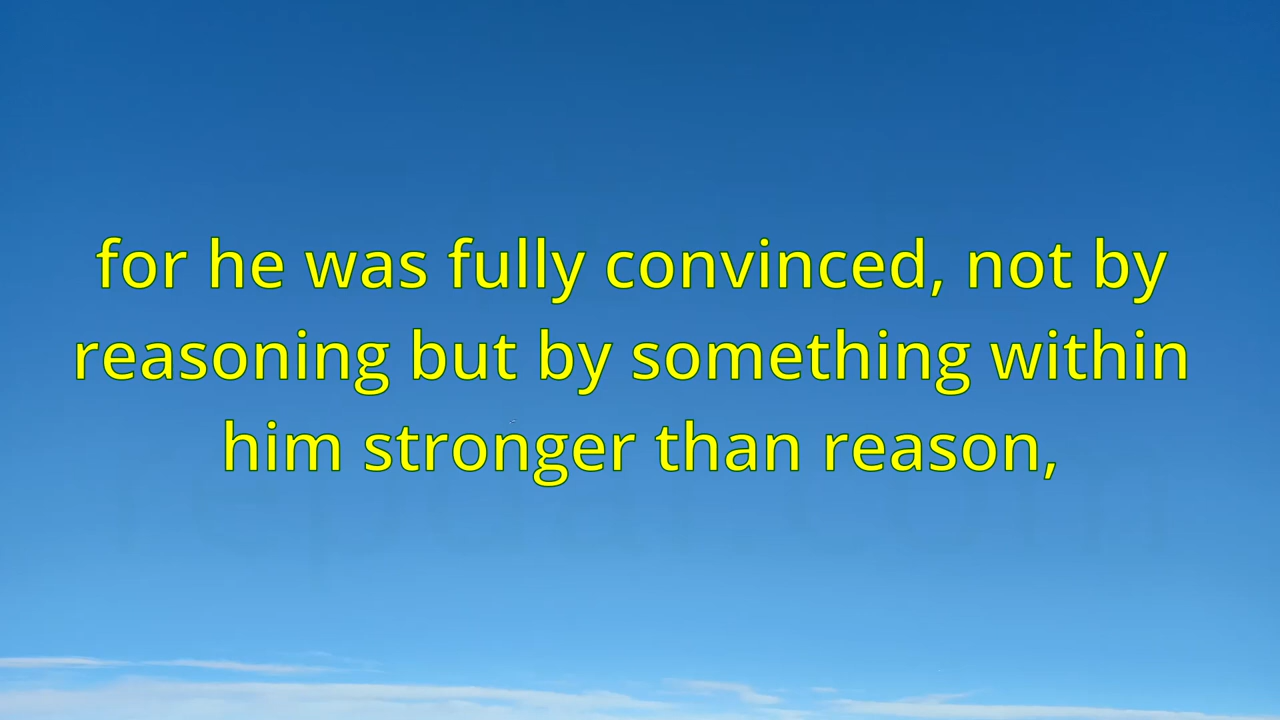 for he was fully convinced, not by
reasoning but by something within
him stronger than reason,